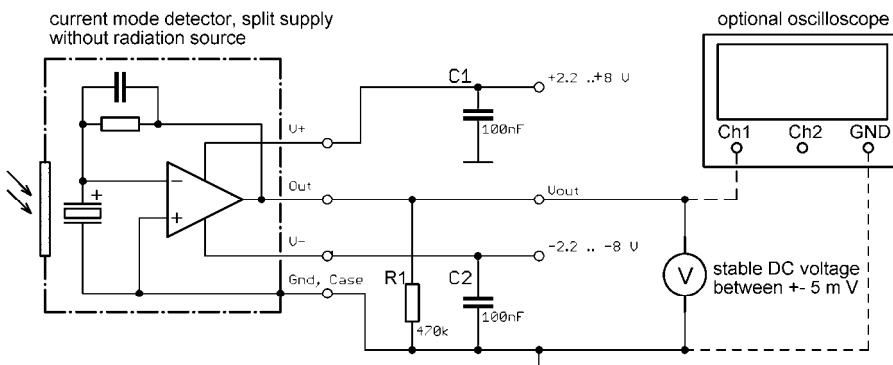 current mode detector, split supply
without radiation source
optional oscilloscope
C1
+2.2 ..+8 V
100nF
Ch1
Ch2
GND
V+
+
−
+
Out
Vout
V−
-2.2 .. -8 V
Gnd, Case
R1
C2
V
stable DC voltage
between +- 5 m V
470k
100nF